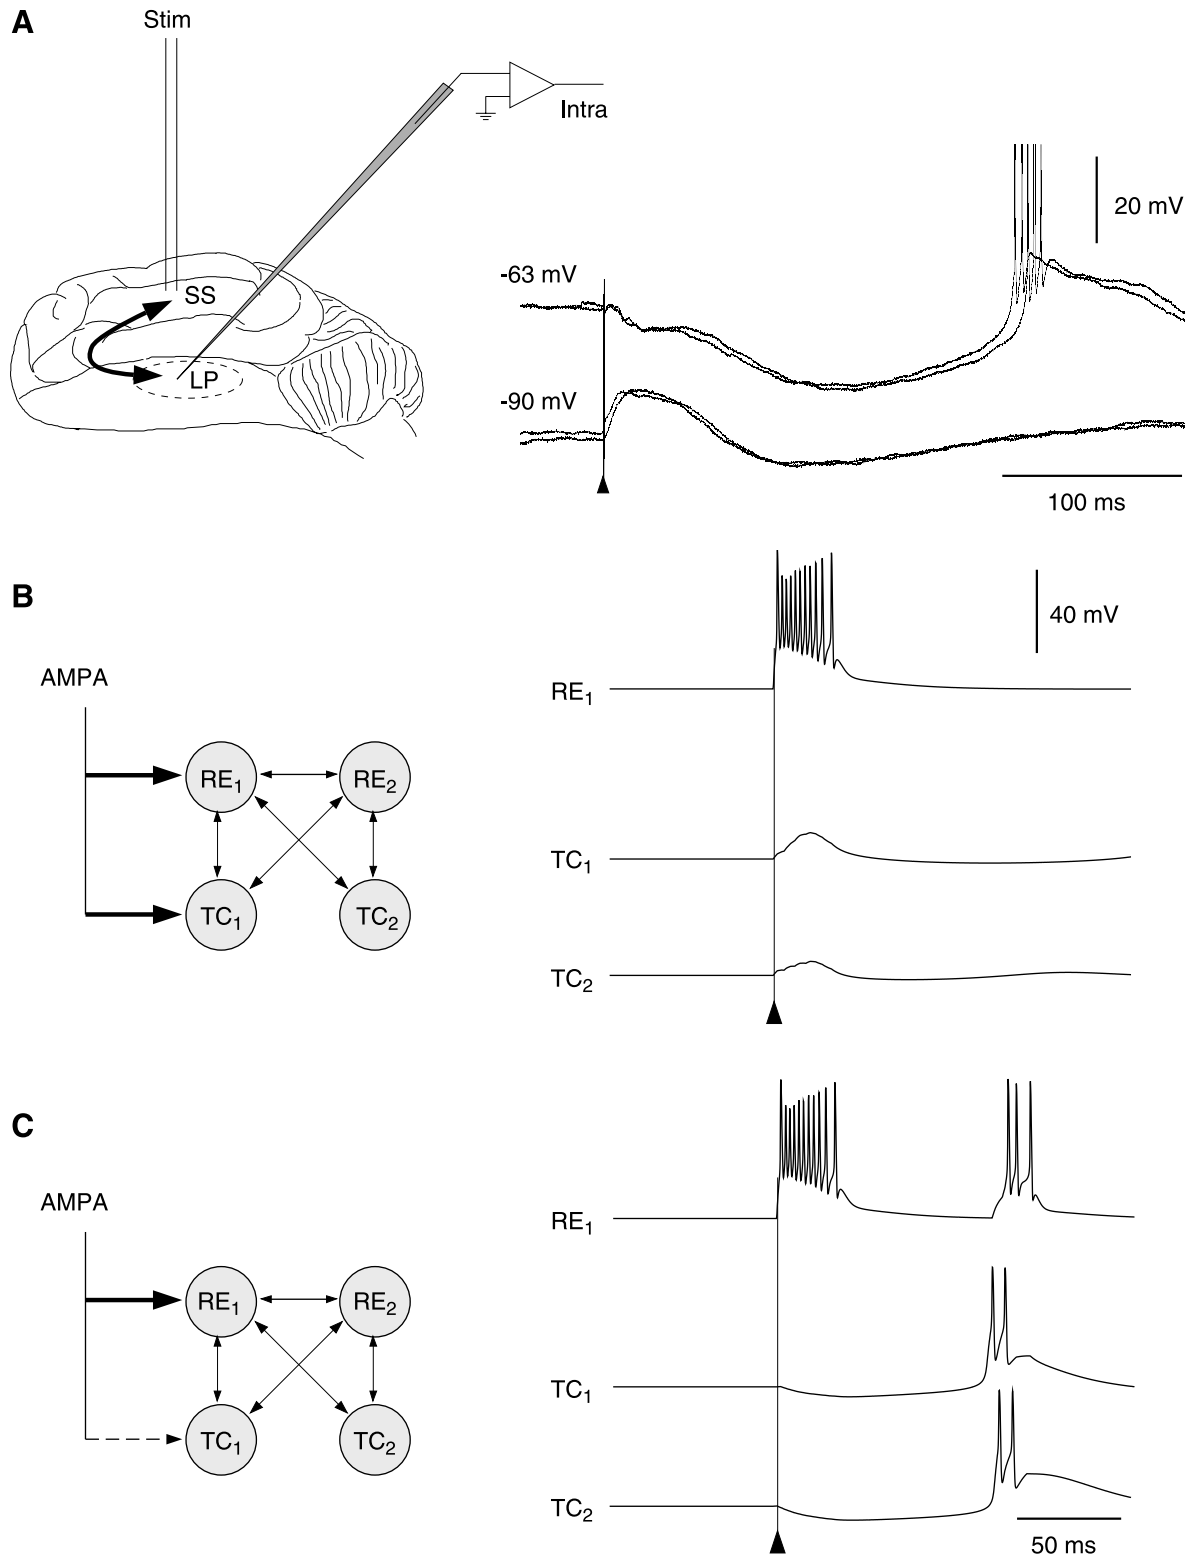 A
Stim
Intra
SS
LP
20 mV
-63 mV
-90 mV
100 ms
B
AMPA
RE1
RE2
TC1
TC2
40 mV
RE1
TC1
TC2
C
AMPA
RE1
RE2
TC1
TC2
RE1
TC1
TC2
50 ms